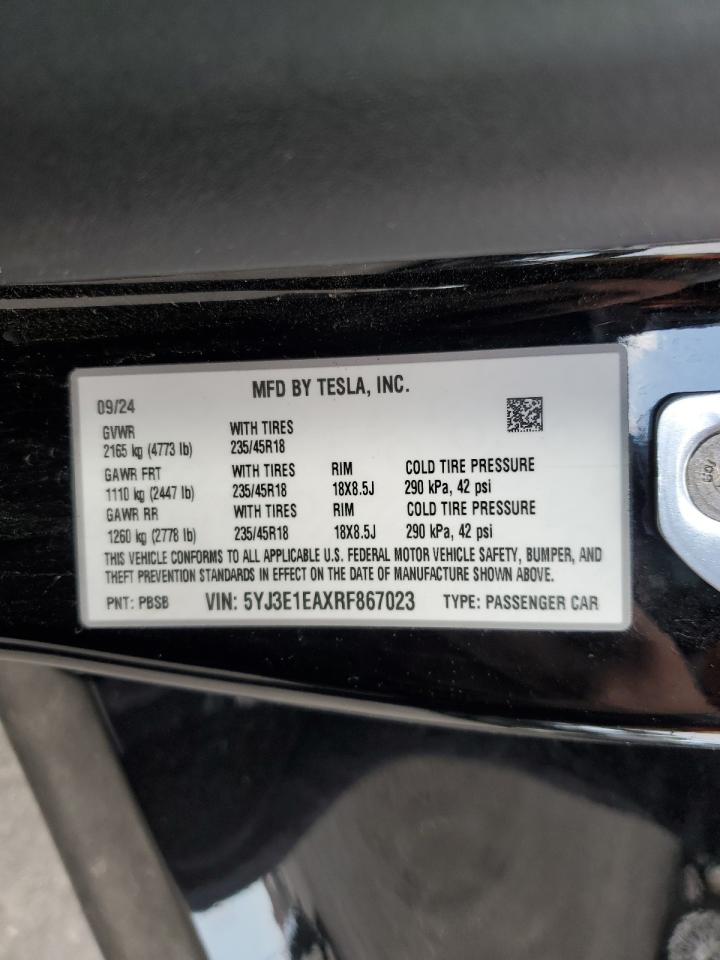 MFD BY TESLA, INC.
09/24
GVWR WITH TIRES
2165 kg (4773 lb) 235/45R18
GAWR FRT WITH TIRES RIM COLD TIRE PRESSURE
1110 kg (2447 lb) 235/45R18 18X8.5J 290 kPa, 42 psi
GAWR RR WITH TIRES RIM COLD TIRE PRESSURE
1260 kg (2778 lb) 235/45R18 18X8.5J 290 kPa, 42 psi
THIS VEHICLE CONFORMS TO ALL APPLICABLE U.S. FEDERAL MOTOR VEHICLE SAFETY, BUMPER, AND
THEFT PREVENTION STANDARDS IN EFFECT ON THE DATE OF MANUFACTURE SHOWN ABOVE.
PNT: PBSB VIN: 5YJ3E1EAXRF867023 TYPE: PASSENGER CAR